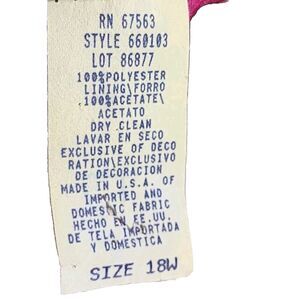 RN 67563
STYLE 660103
LOT 86877
100%POLYESTER
LINING\FORRO
100%ACETATE\
ACETATO
DRY CLEAN
LAVAR EN SECO
EXCLUSIVE OF DECO
RATION\EXCLUSIVO
DE DECORACION
MADE IN U.S.A. OF
IMPORTED AND
DOMESTIC FABRIC
HECHO EN EE.UU.
DE TELA IMPORTADA
Y DOMESTICA
SIZE 18W